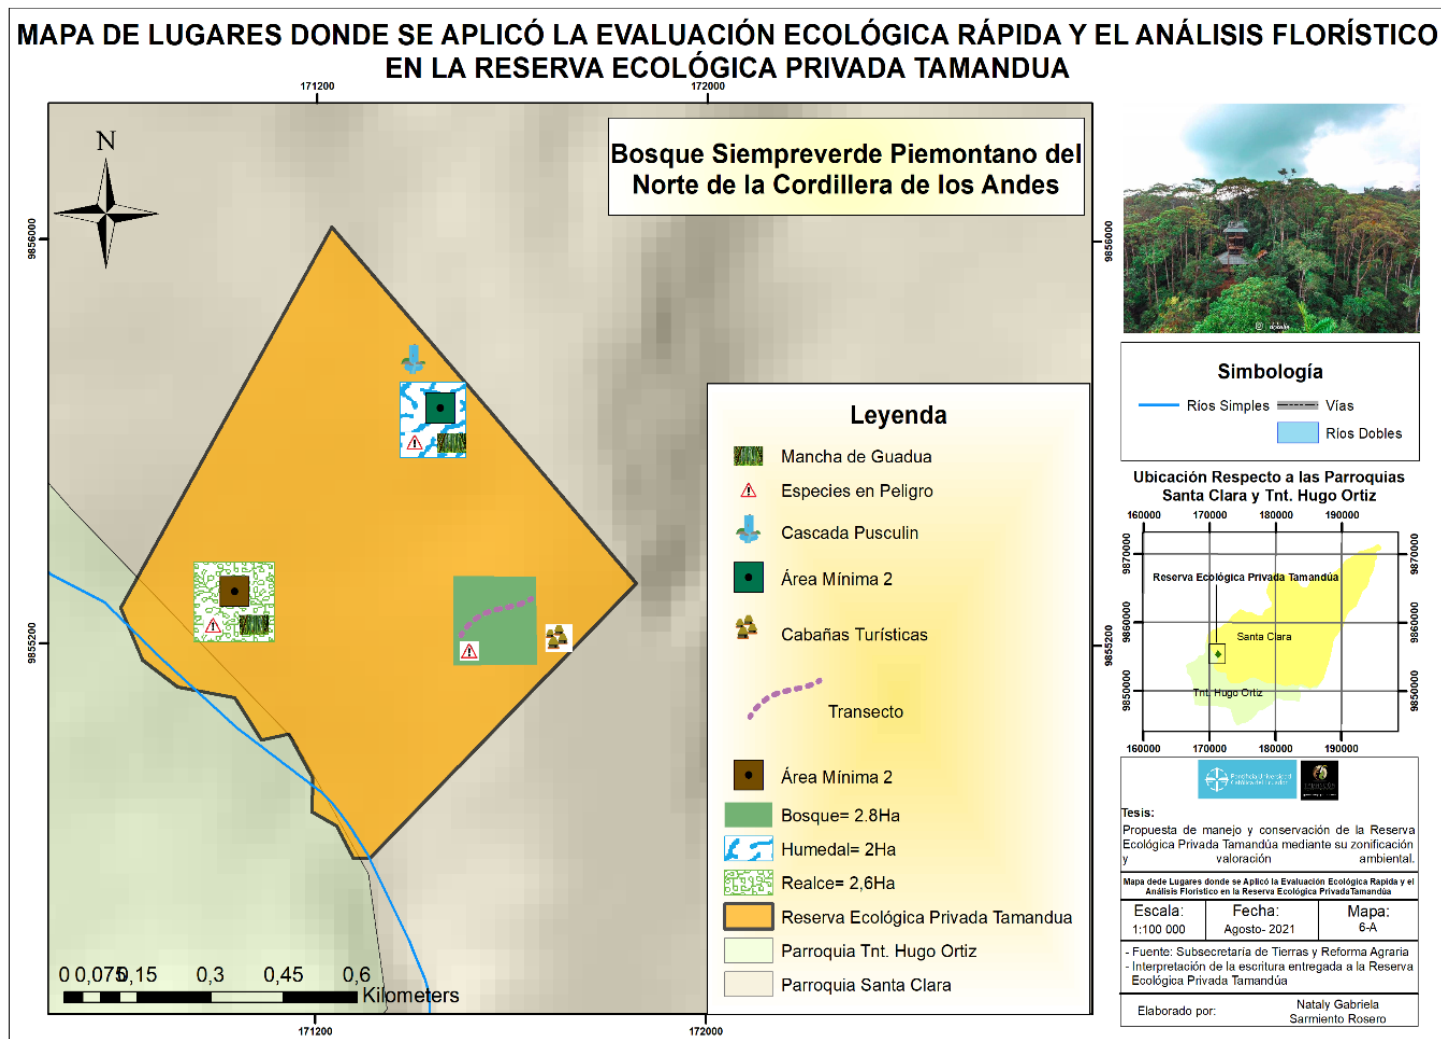 MAPA DE LUGARES DONDE SE APLICÓ LA EVALUACIÓN ECOLÓGICA RÁPIDA Y EL ANÁLISIS FLORÍSTICO
EN LA RESERVA ECOLÓGICA PRIVADA TAMANDUA
171200
172000
N
Bosque Siempreverde Piemontano del
Norte de la Cordillera de los Andes
9856000
9856000
9855200
9855200
Leyenda
Mancha de Guadua
Especies en Peligro
Cascada Pusculin
Área Mínima 2
Cabañas Turísticas
Transecto
Área Mínima 2
Bosque= 2.8Ha
Humedal= 2Ha
Realce= 2,6Ha
Reserva Ecológica Privada Tamandua
Parroquia Tnt. Hugo Ortiz
Parroquia Santa Clara
0 0,075 0,15 0,3 0,45 0,6
Kilometers
171200
172000
Simbología
Ríos Simples
Vías
Ríos Dobles
Ubicación Respecto a las Parroquias
Santa Clara y Tnt. Hugo Ortiz
160000 170000 180000 190000
9870000
9870000
Reserva Ecológica Privada Tamandúa
9860000
9860000
Santa Clara
9850000
9850000
Tnt. Hugo Ortiz
160000 170000 180000 190000
Pontificia Universidad
Católica del Ecuador
Tesis:
Propuesta de manejo y conservación de la Reserva
Ecológica Privada Tamandúa mediante su zonificación
y valoración ambiental.
Mapa dede Lugares donde se Aplicó la Evaluación Ecológica Rapida y el
Análisis Floristico en la Reserva Ecológica PrivadaTamandúa
Escala:
1:100 000
Fecha:
Agosto- 2021
Mapa:
6-A
- Fuente: Subsecretaría de Tierras y Reforma Agraria
- Interpretación de la escritura entregada a la Reserva
Ecológica Privada Tamandúa
Elaborado por:
Nataly Gabriela
Sarmiento Rosero